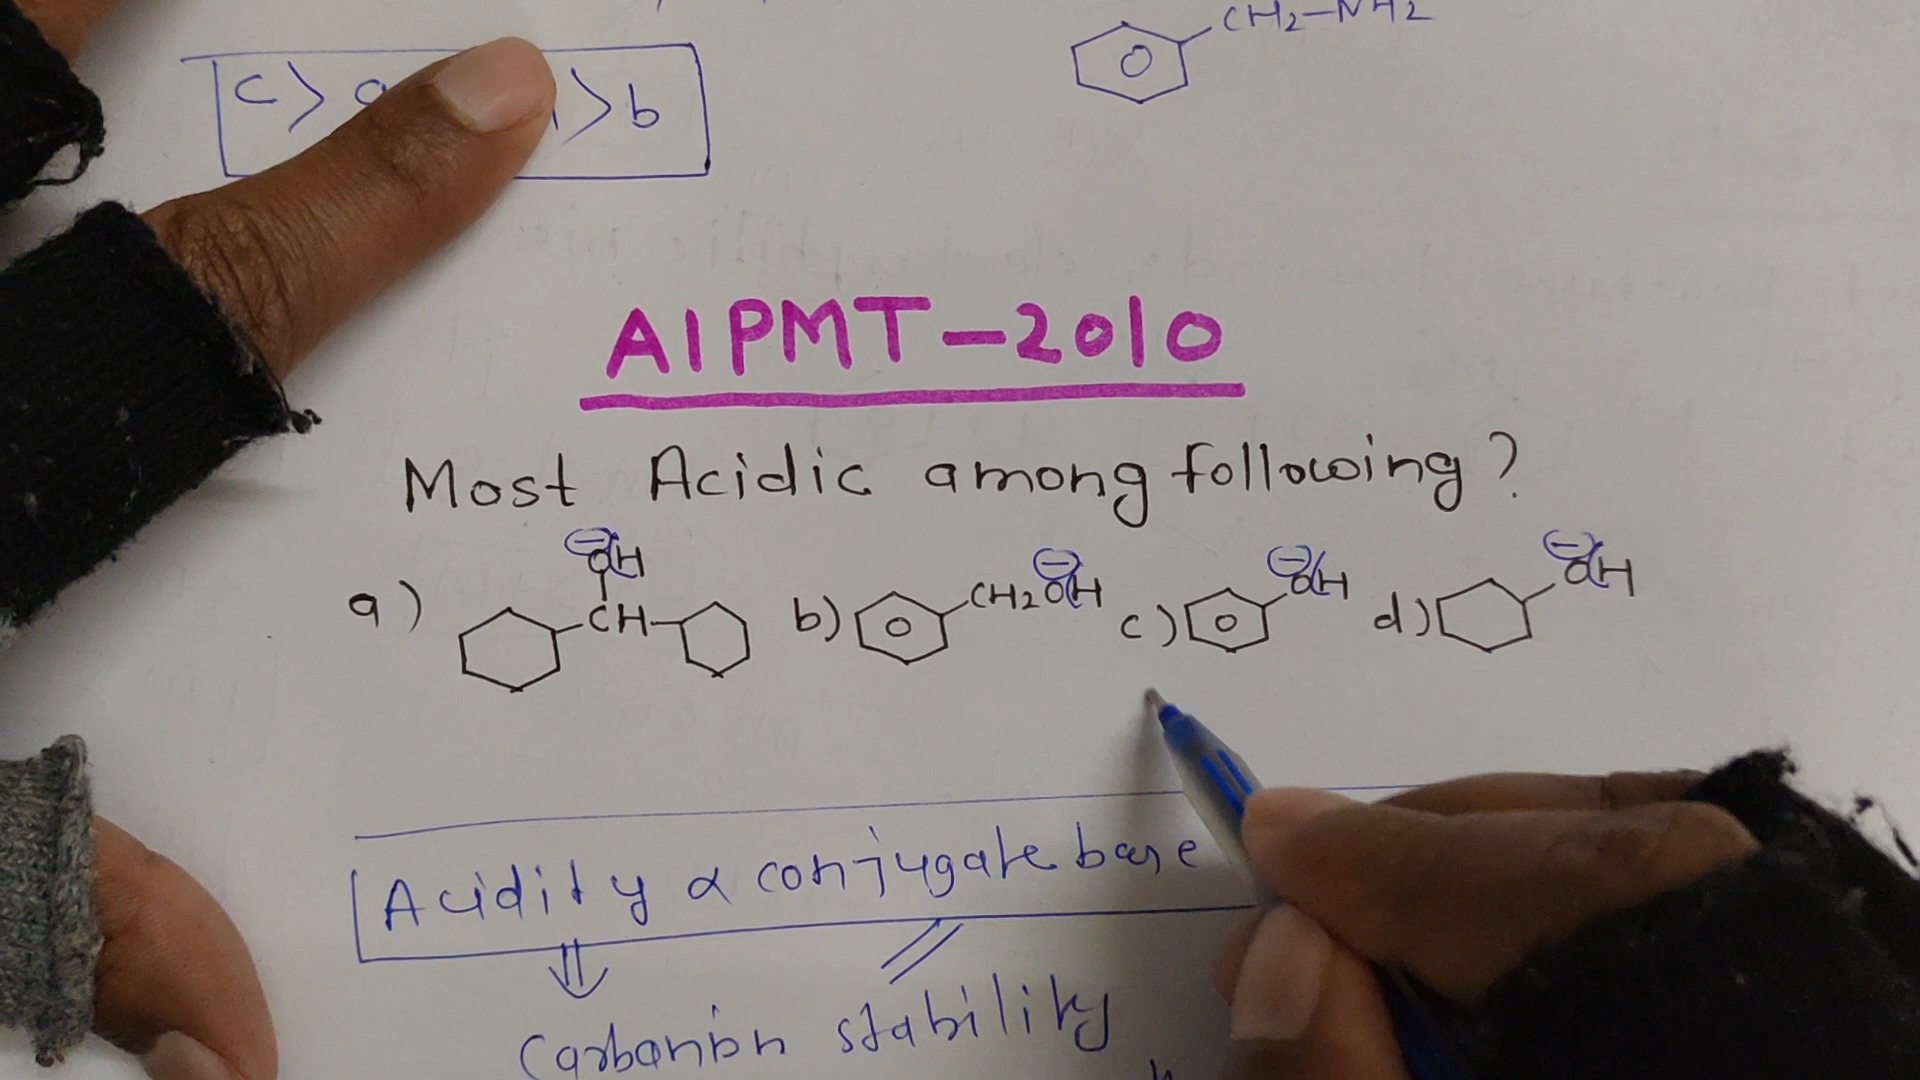 CH2-NH2
C> >b
AIPMT-2010
Most Acidic among following?
a) OH CH b) CH2OH c) OH d) OH
Acidity α conjugate base
Carbanion stability